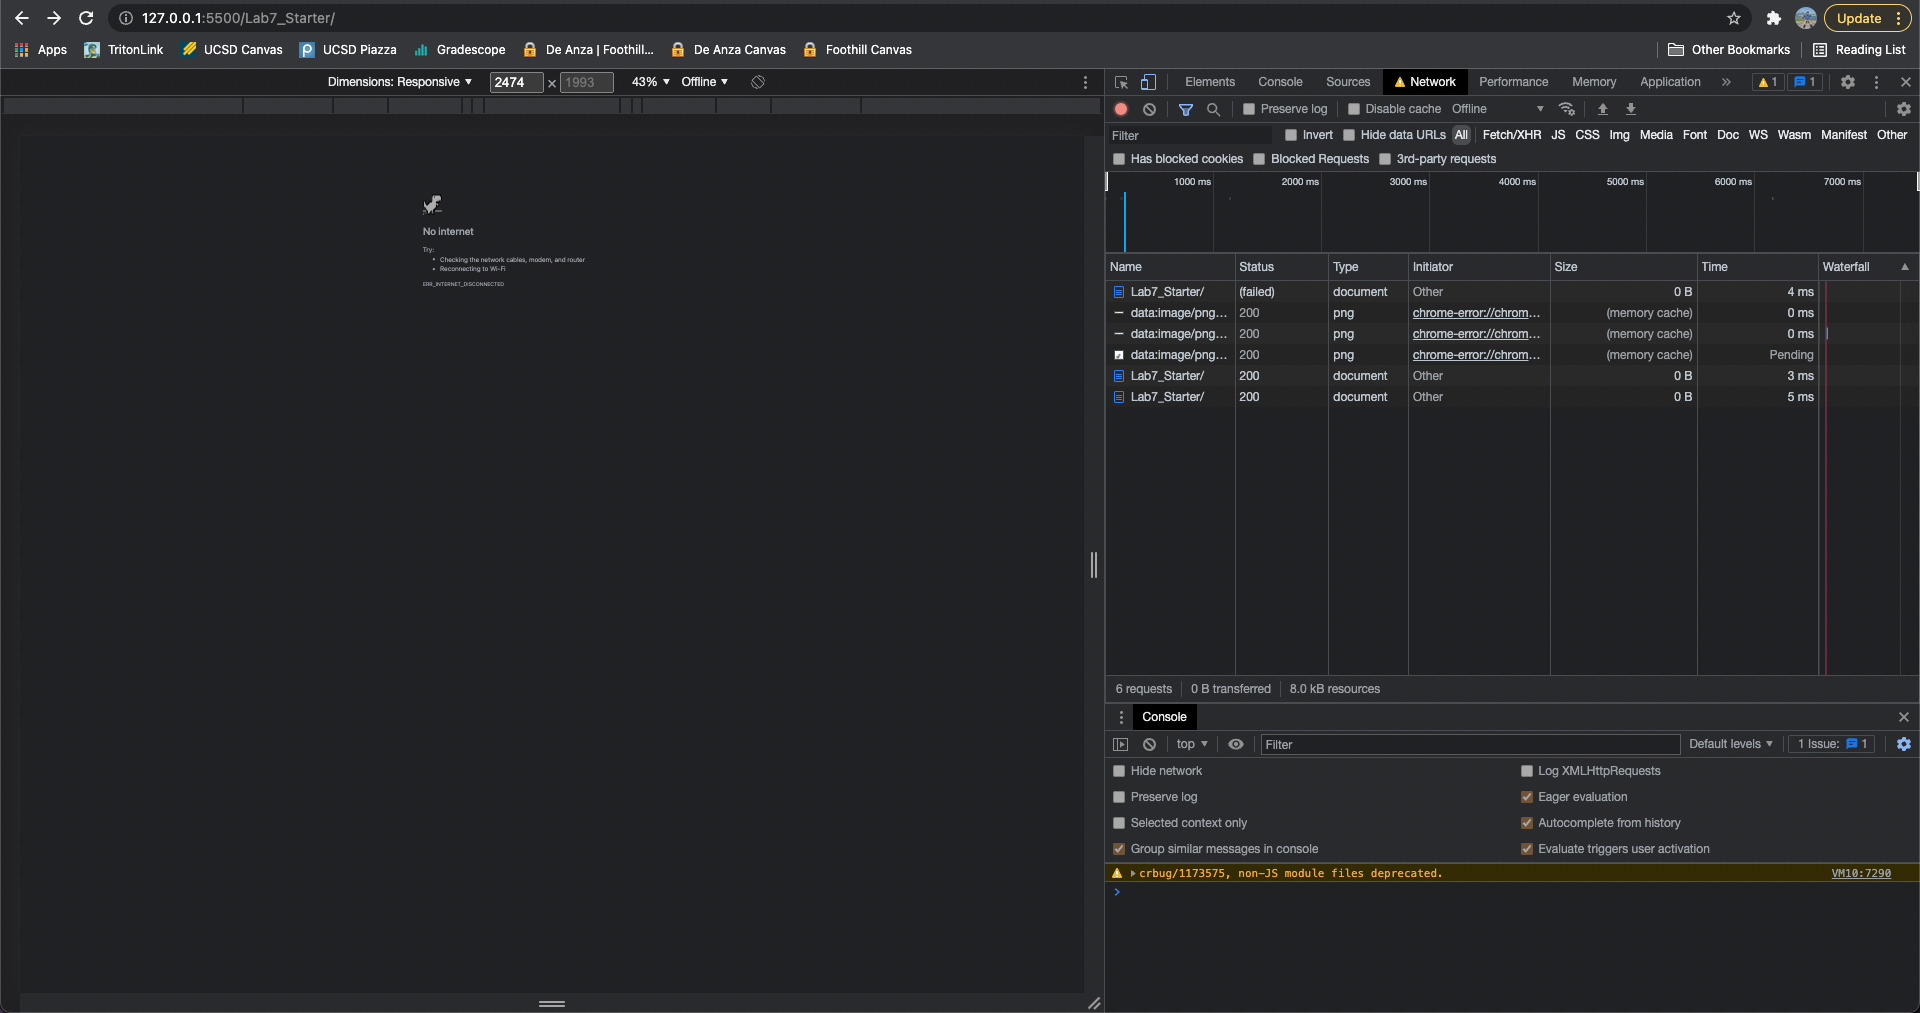 127.0.0.1:5500/Lab7_Starter/
Update
Apps TritonLink UCSD Canvas UCSD Piazza Gradescope De Anza | Foothill... De Anza Canvas Foothill Canvas Other Bookmarks Reading List
Dimensions: Responsive 2474 × 1993 43% Offline
No internet
Try:
• Checking the network cables, modem, and router
• Reconnecting to Wi-Fi
ERR_INTERNET_DISCONNECTED
Elements Console Sources Network Performance Memory Application » 1 1
Preserve log Disable cache Offline
Filter Invert Hide data URLs All Fetch/XHR JS CSS Img Media Font Doc WS Wasm Manifest Other
Has blocked cookies Blocked Requests 3rd-party requests
1000 ms 2000 ms 3000 ms 4000 ms 5000 ms 6000 ms 7000 ms
Name Status Type Initiator Size Time Waterfall
Lab7_Starter/ (failed) document Other 0 B 4 ms
data:image/png... 200 png chrome-error://chrom... (memory cache) 0 ms
data:image/png... 200 png chrome-error://chrom... (memory cache) 0 ms
data:image/png... 200 png chrome-error://chrom... (memory cache) Pending
Lab7_Starter/ 200 document Other 0 B 3 ms
Lab7_Starter/ 200 document Other 0 B 5 ms
6 requests 0 B transferred 8.0 kB resources
Console
top Filter Default levels 1 Issue: 1
Hide network Log XMLHttpRequests
Preserve log Eager evaluation
Selected context only Autocomplete from history
Group similar messages in console Evaluate triggers user activation
crbug/1173575, non-JS module files deprecated. VM10:7290